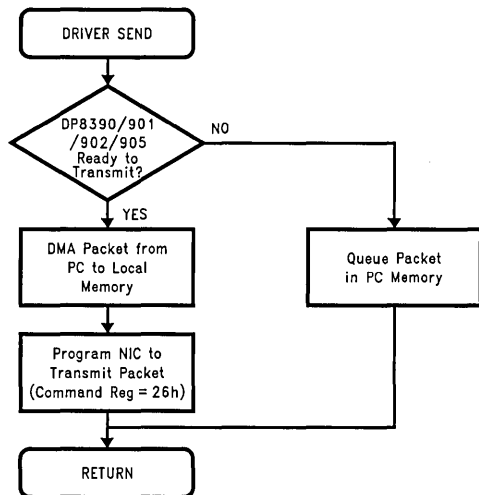 DRIVER SEND
DP8390/901
/902/905
Ready to
Transmit?
NO
YES
DMA Packet from
PC to Local
Memory
Queue Packet
in PC Memory
Program NIC to
Transmit Packet
(Command Reg = 26h)
RETURN